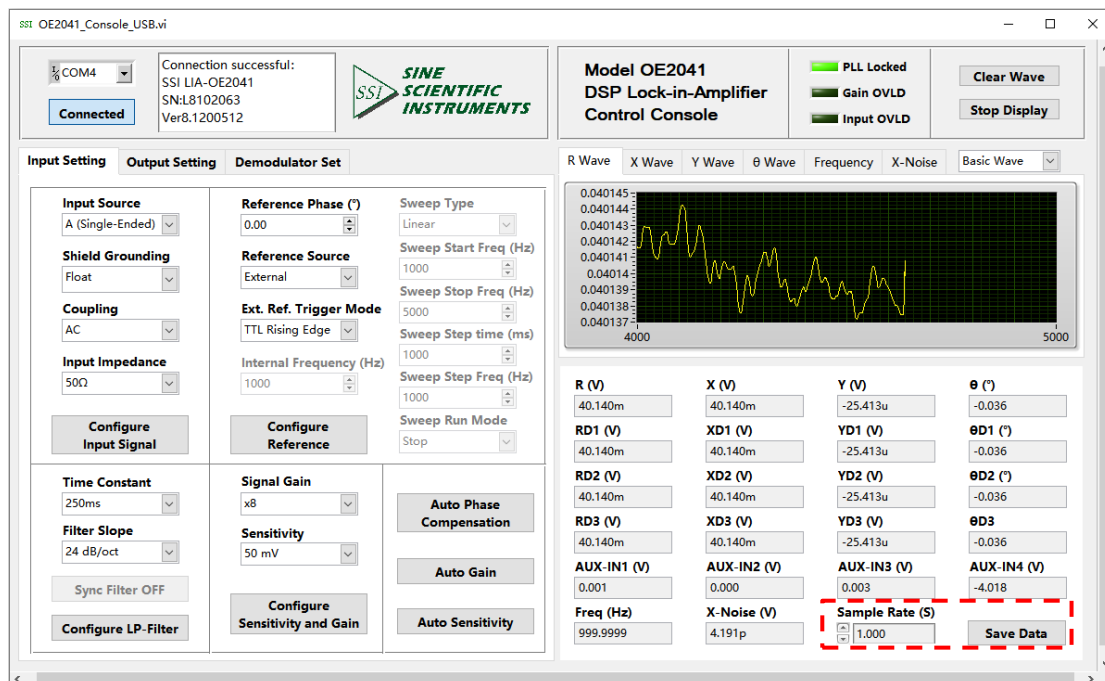 SSI OE2041_Console_USB.vi
COM4
Connected
Connection successful:
SSI LIA-OE2041
SN:L8102063
Ver8.1200512
SSI
SINE
SCIENTIFIC
INSTRUMENTS
Model OE2041
DSP Lock-in-Amplifier
Control Console
PLL Locked
Gain OVLD
Input OVLD
Clear Wave
Stop Display
Input Setting
Output Setting
Demodulator Set
Input Source
A (Single-Ended)
Shield Grounding
Float
Coupling
AC
Input Impedance
50Ω
Configure
Input Signal
Reference Phase (°)
0.00
Reference Source
External
Ext. Ref. Trigger Mode
TTL Rising Edge
Internal Frequency (Hz)
1000
Configure
Reference
Sweep Type
Linear
Sweep Start Freq (Hz)
1000
Sweep Stop Freq (Hz)
5000
Sweep Step time (ms)
1000
Sweep Step Freq (Hz)
1000
Sweep Run Mode
Stop
Time Constant
250ms
Filter Slope
24 dB/oct
Sync Filter OFF
Configure LP-Filter
Signal Gain
x8
Sensitivity
50 mV
Configure
Sensitivity and Gain
Auto Phase
Compensation
Auto Gain
Auto Sensitivity
R Wave X Wave Y Wave θ Wave Frequency X-Noise Basic Wave
0.040145
0.040144
0.040143
0.040142
0.040141
0.04014
0.040139
0.040138
0.040137
4000 5000
R (V) X (V) Y (V) θ (°)
40.140m 40.140m -25.413u -0.036
RD1 (V) XD1 (V) YD1 (V) θD1 (°)
40.140m 40.140m -25.413u -0.036
RD2 (V) XD2 (V) YD2 (V) θD2 (°)
40.140m 40.140m -25.413u -0.036
RD3 (V) XD3 (V) YD3 (V) θD3
40.140m 40.140m -25.413u -0.036
AUX-IN1 (V) AUX-IN2 (V) AUX-IN3 (V) AUX-IN4 (V)
0.001 0.000 0.003 -4.018
Freq (Hz) X-Noise (V) Sample Rate (S)
999.9999 4.191p 1.000 Save Data